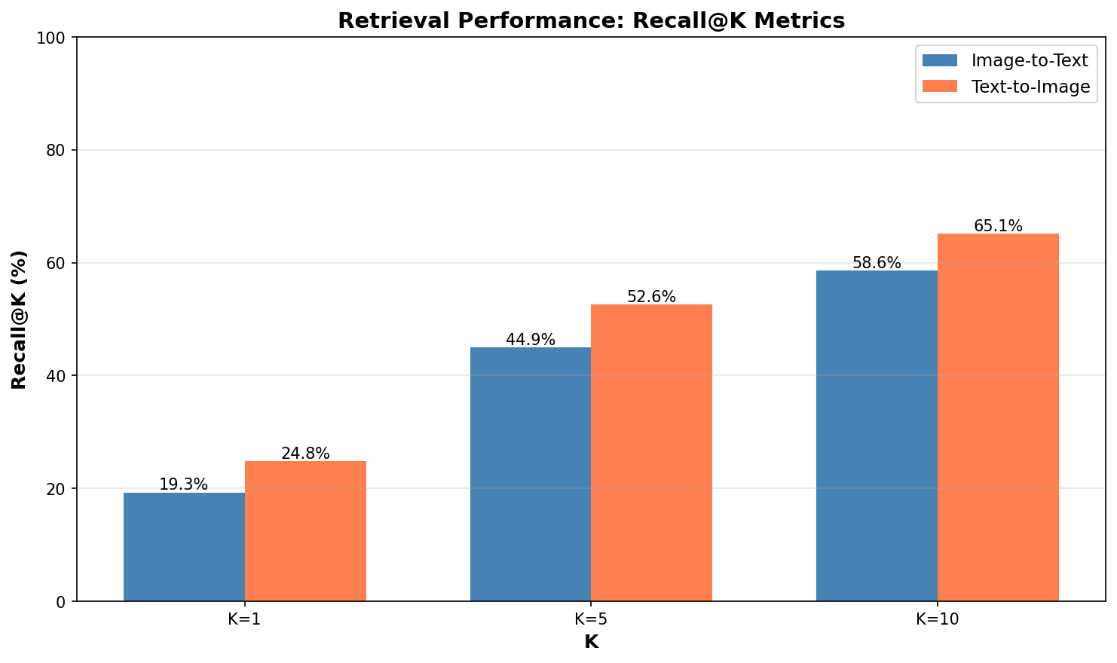 Retrieval Performance: Recall@K Metrics
100
80
60
40
20
0
Recall@K (%)
Image-to-Text
Text-to-Image
19.3%
24.8%
44.9%
52.6%
58.6%
65.1%
K=1
K=5
K=10
K